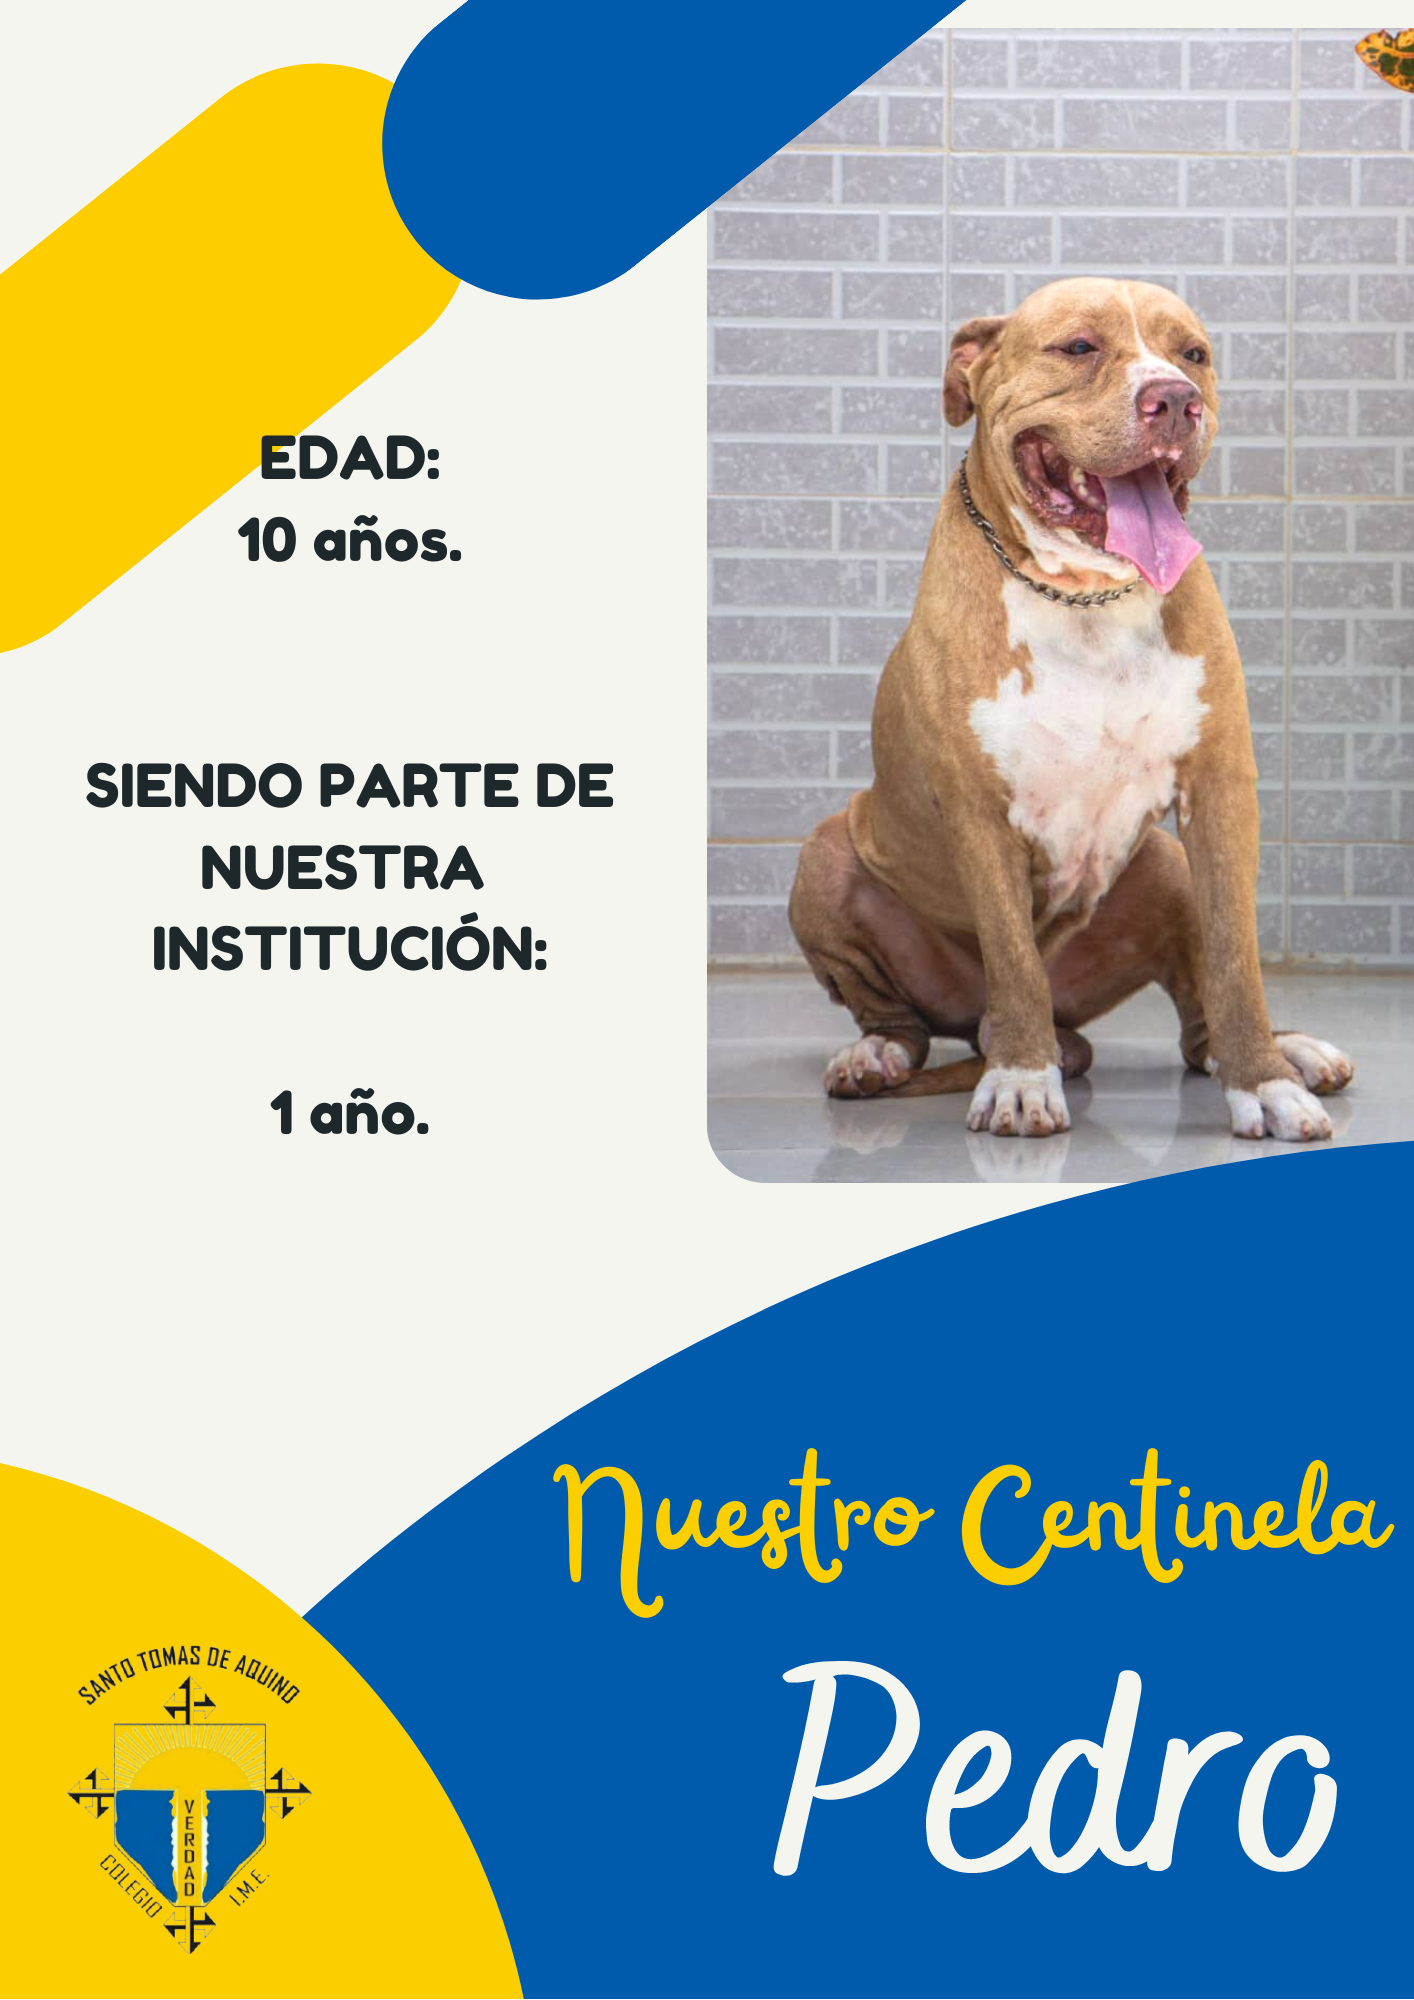 EDAD:
10 años.
SIENDO PARTE DE
NUESTRA
INSTITUCIÓN:
1 año.
Nuestro Centinela
Pedro
SANTO TOMAS DE AQUINO
VERDAD
COLEGIO
I.M.E.